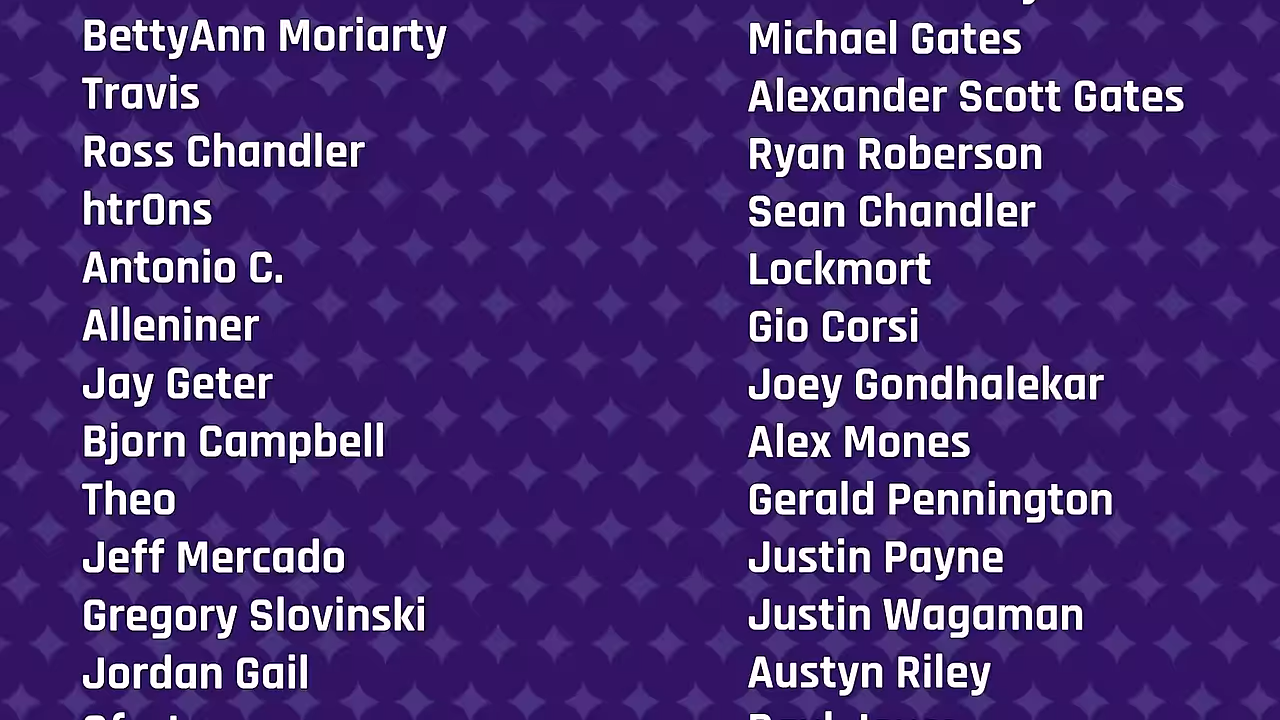 BettyAnn Moriarty
Travis
Ross Chandler
htr0ns
Antonio C.
Alleniner
Jay Geter
Bjorn Campbell
Theo
Jeff Mercado
Gregory Slovinski
Jordan Gail
Michael Gates
Alexander Scott Gates
Ryan Roberson
Sean Chandler
Lockmort
Gio Corsi
Joey Gondhalekar
Alex Mones
Gerald Pennington
Justin Payne
Justin Wagaman
Austyn Riley